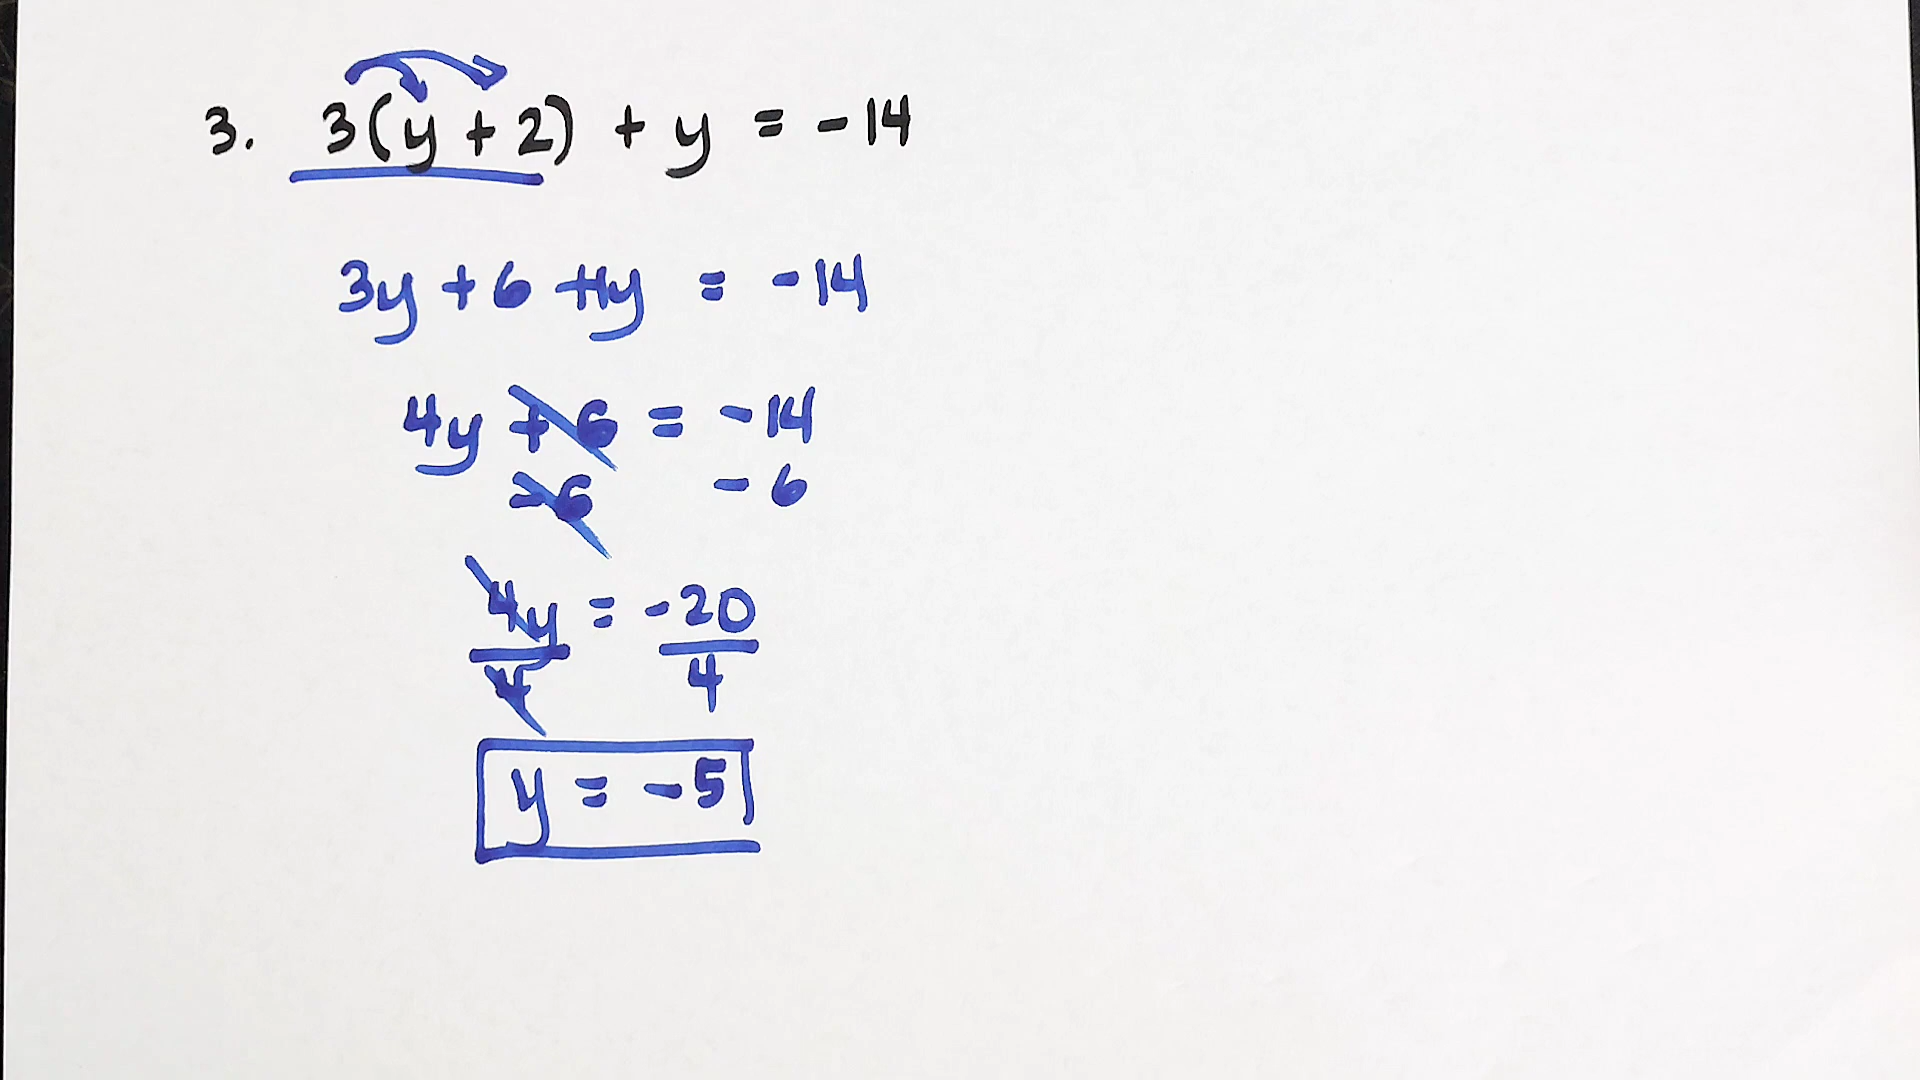 3. 3(y + 2) + y = -14
3y + 6 + 1y = -14
4y + 6 = -14
-6 -6
4y = -20
4 4
y = -5